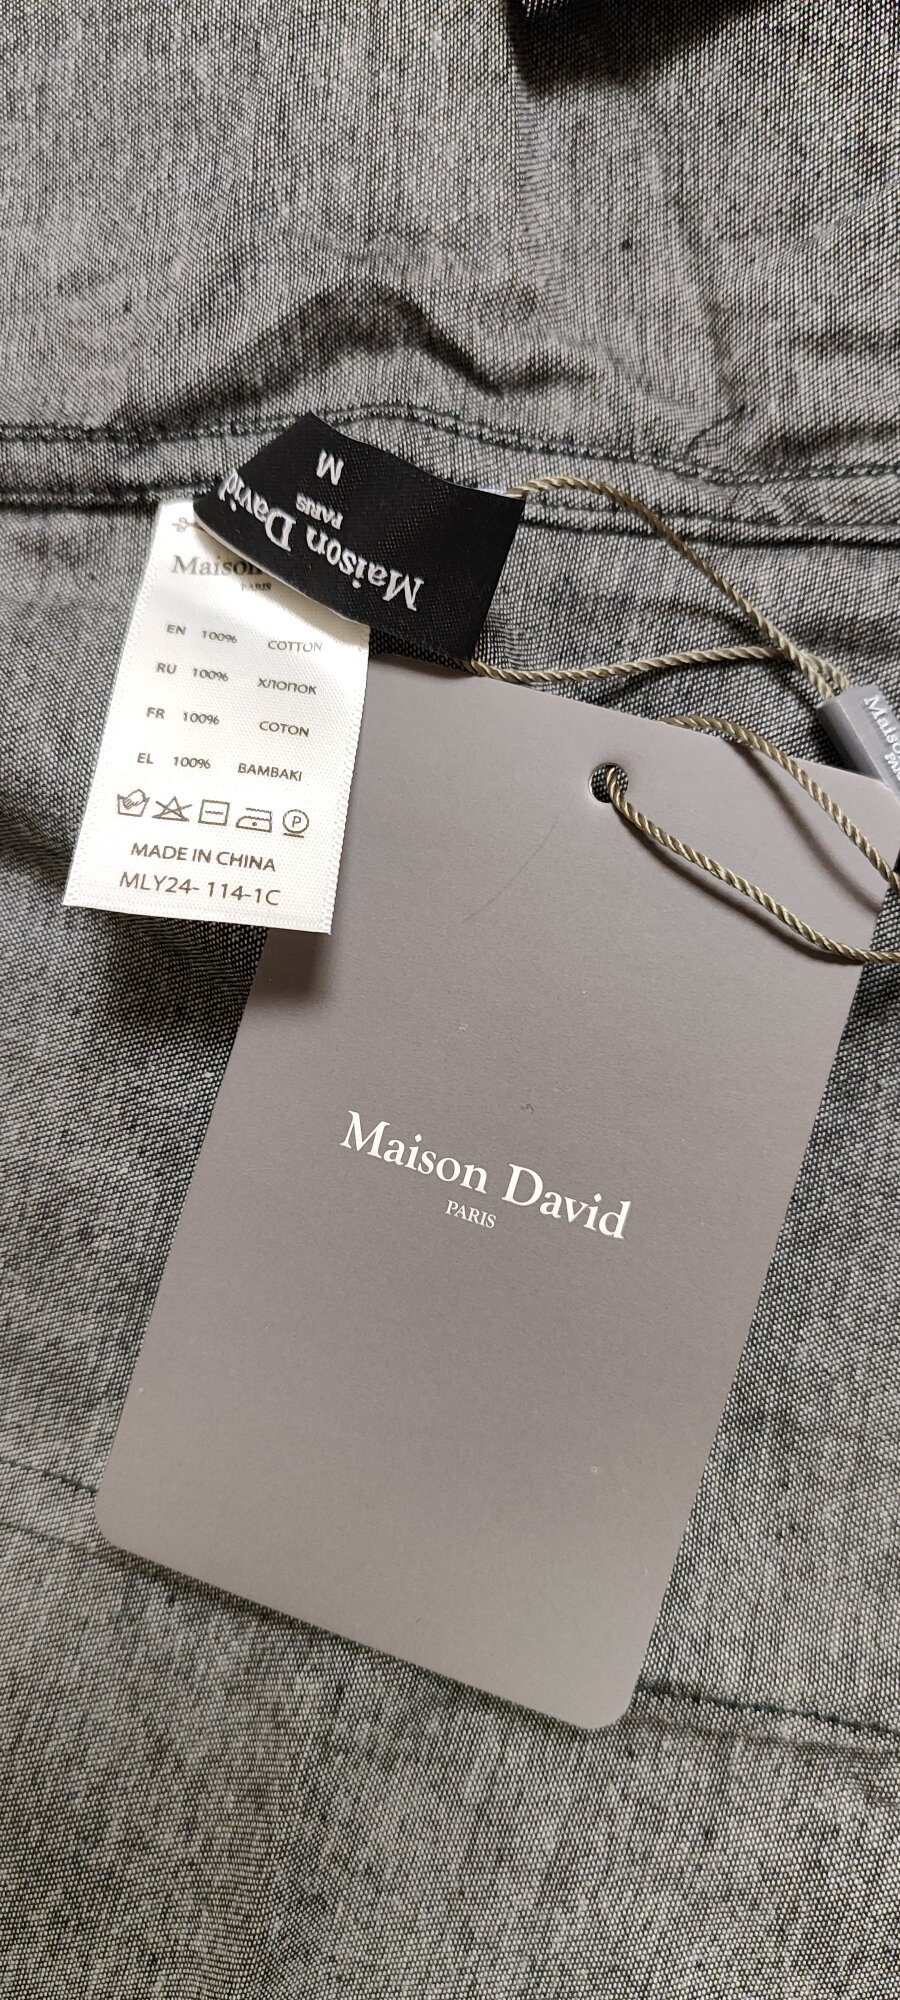 M
PARIS
Maison David
Maison
PARIS
EN 100% COTTON
RU 100% ХЛОПОК
FR 100% COTON
EL 100% BAMBAKI
P
MADE IN CHINA
MLY24-114-1C
Maison David
PARIS